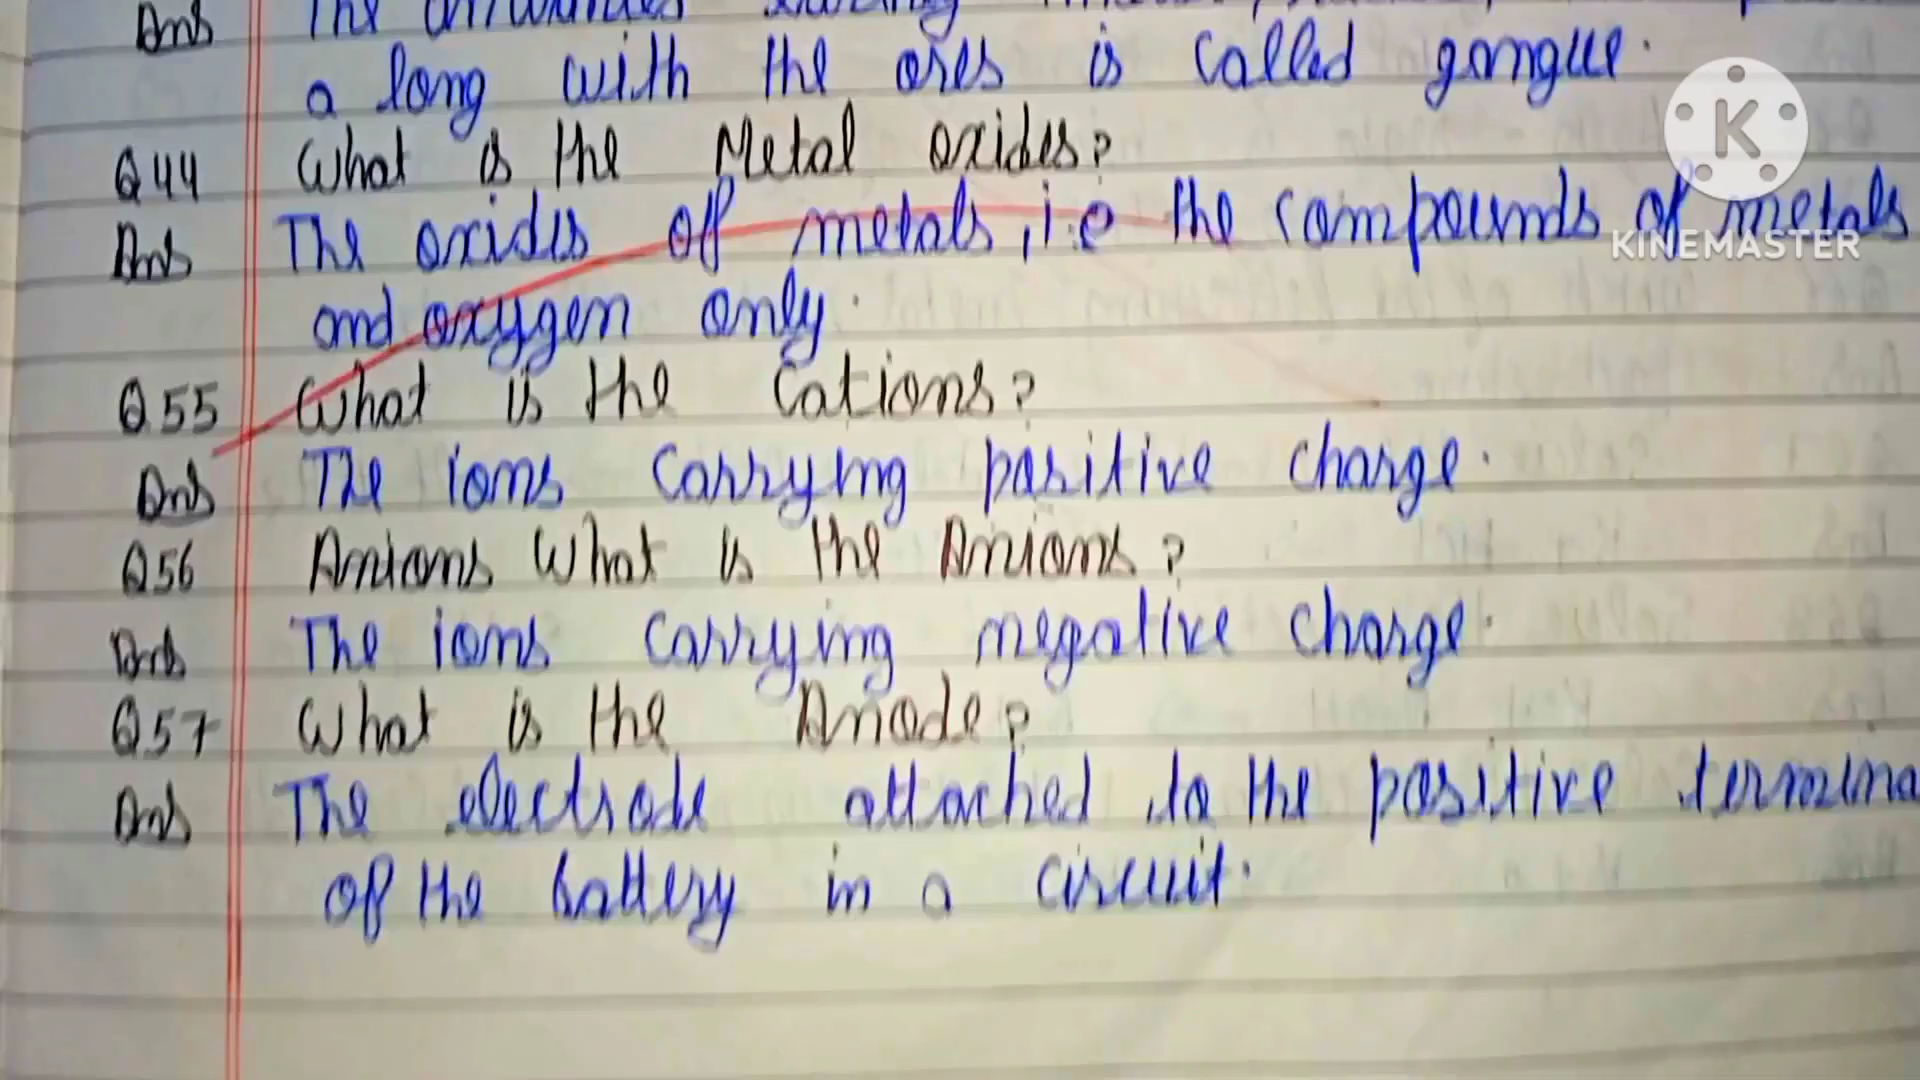 Ans The
a long with the ores is called gangue.
Q44 What is the Metal oxides?
Ans The oxides of metals, i.e the compounds of metals
and oxygen only.
Q55 What is the Cations?
Ans The ions carrying positive charge.
Q56 Anions What is the Anions?
Ans The ions carrying negative charge.
Q57 What is the Anode?
Ans The electrode attached to the positive termina
of the battery in a circuit.
K
KINEMASTER